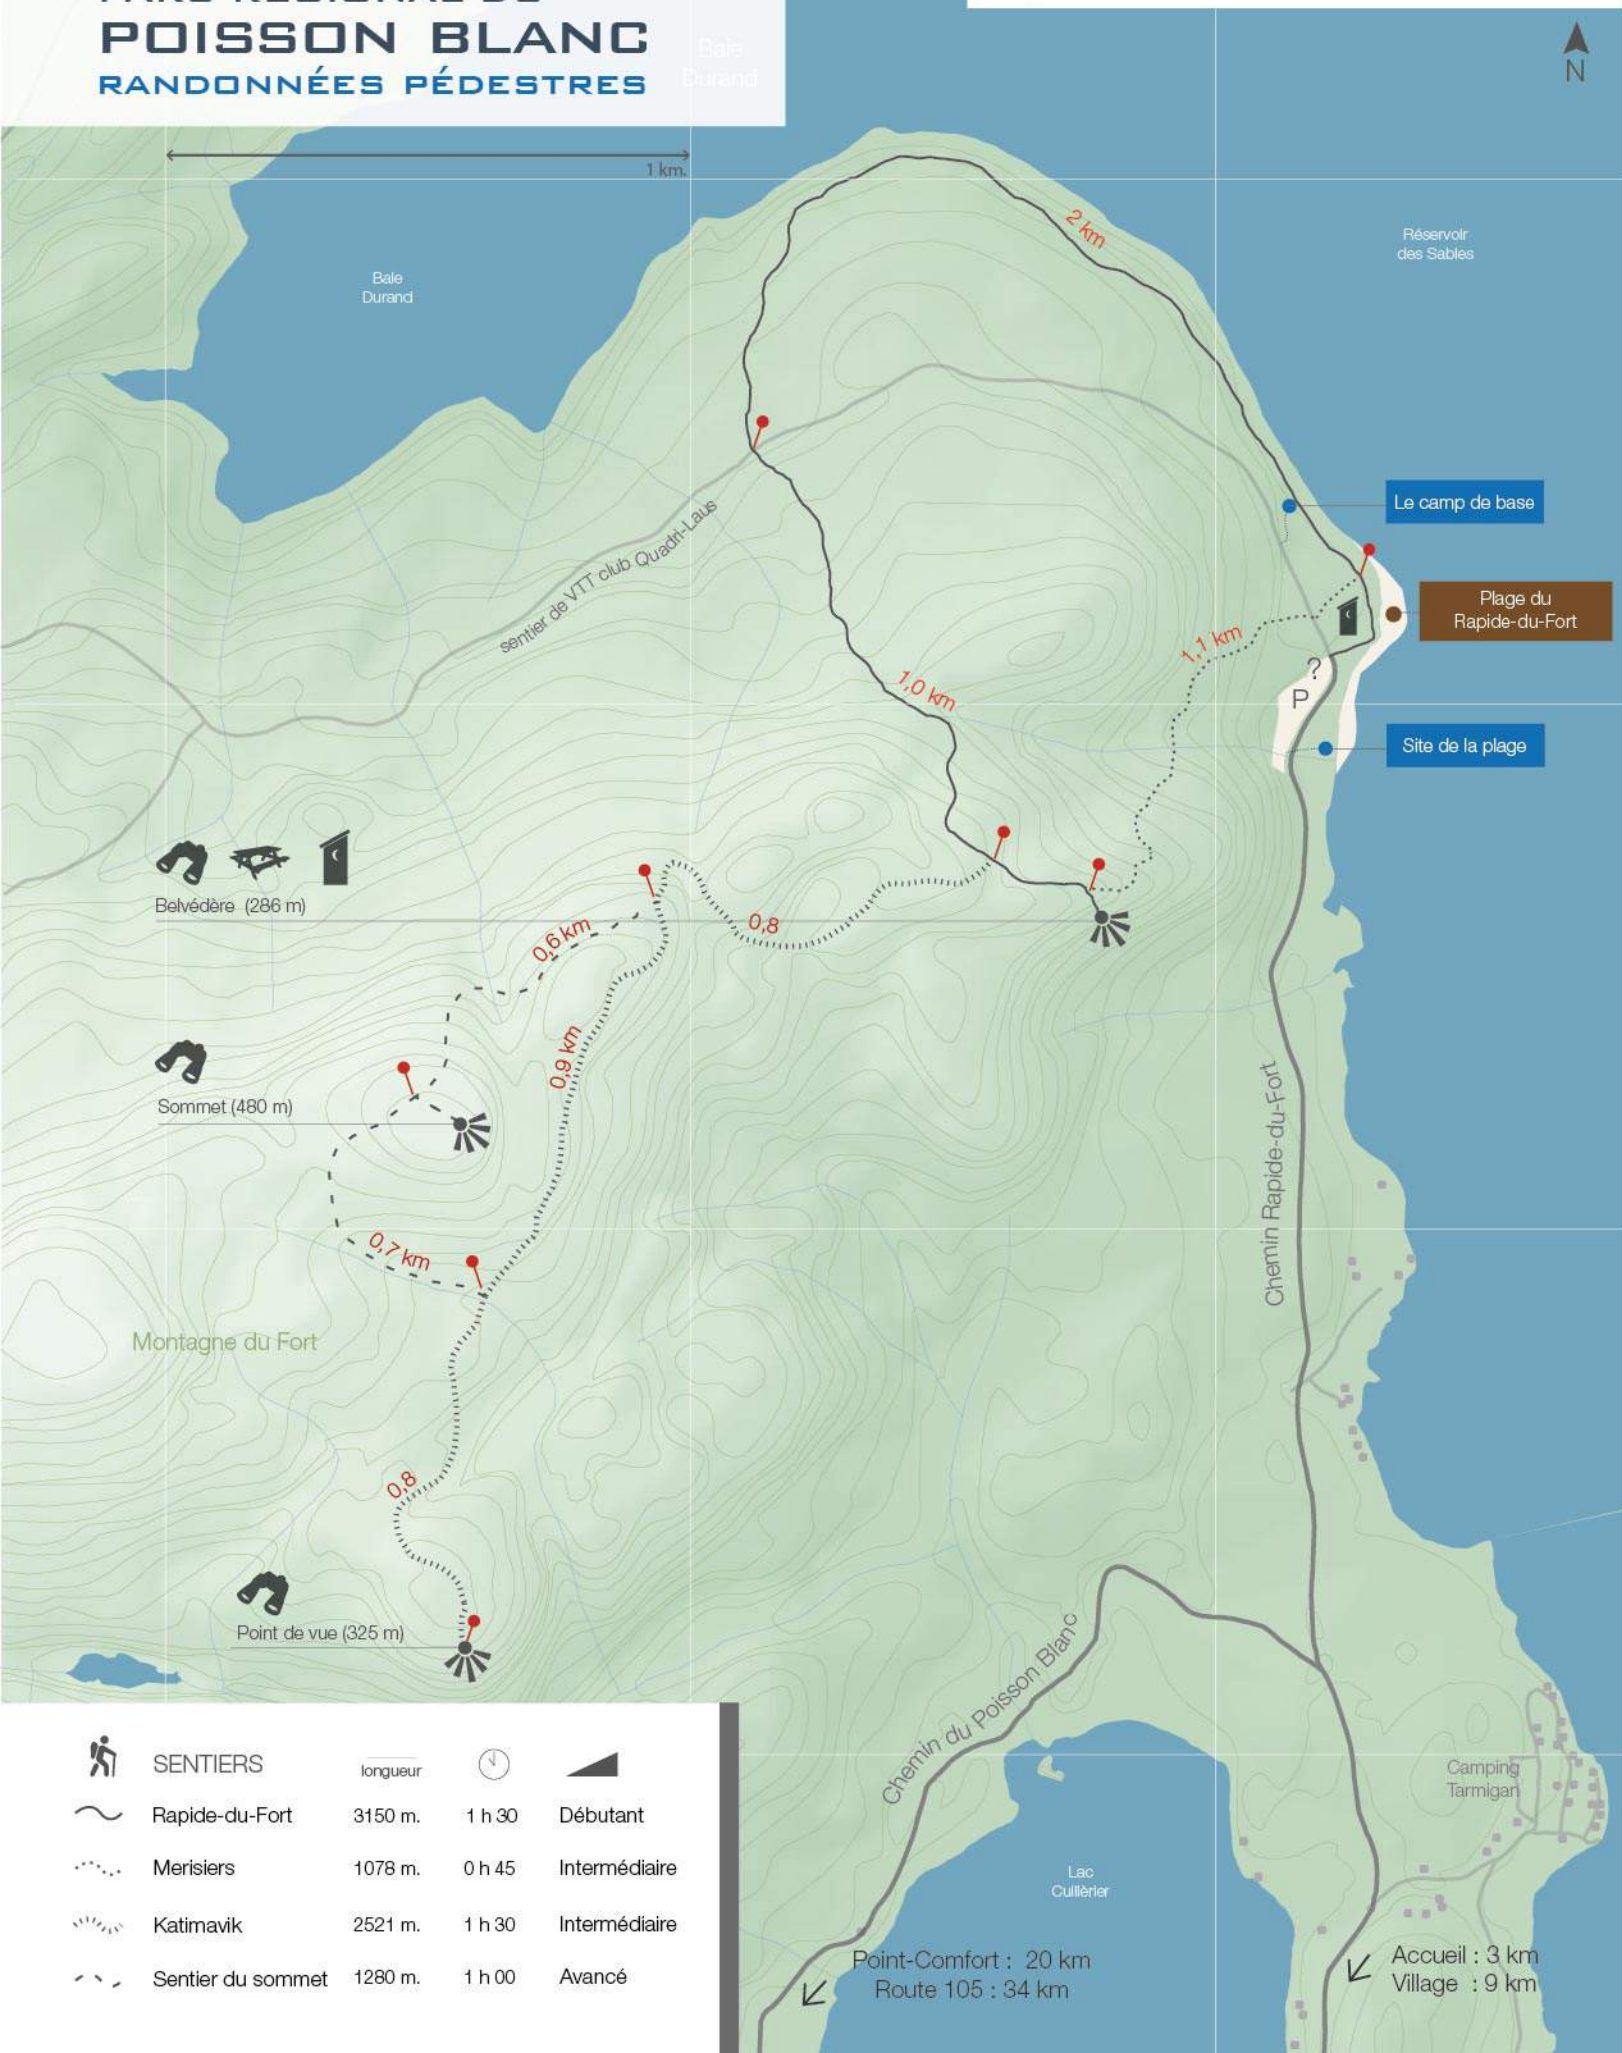 POISSON BLANC
RANDONNÉES PÉDESTRES
Baie
Durand
N
1 km.
2 km
Réservoir
des Sables
Baie
Durand
Le camp de base
sentier de VTT club Quadri-Laus
Plage du
Rapide-du-Fort
1,1 km
?
P
1,0 km
Site de la plage
Belvédère (286 m)
0,8
0,6 km
0,9 km
Sommet (480 m)
Chemin Rapide-du-Fort
0,7 km
Montagne du Fort
0,8
Point de vue (325 m)
Chemin du Poisson Blanc
Camping
Tarmigan
Lac
Cuillèrier
Point-Comfort : 20 km
Route 105 : 34 km
Accueil : 3 km
Village : 9 km
SENTIERS longueur
Rapide-du-Fort 3150 m. 1 h 30 Débutant
Merisiers 1078 m. 0 h 45 Intermédiaire
Katimavik 2521 m. 1 h 30 Intermédiaire
Sentier du sommet 1280 m. 1 h 00 Avancé